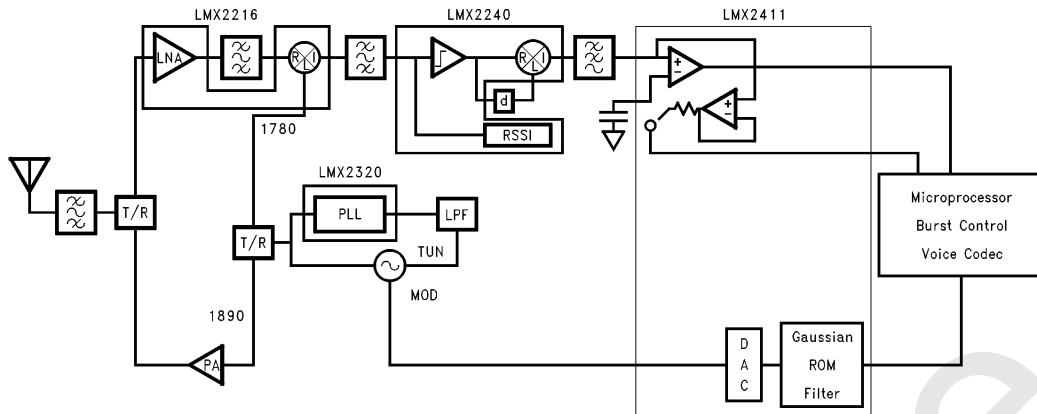 LMX2216
LMX2240
LMX2411
LNA
R I
L
R I
L
d
RSSI
1780
LMX2320
PLL
LPF
T/R
T/R
TUN
MOD
1890
PA
Microprocessor
Burst Control
Voice Codec
D
A
C
Gaussian
ROM
Filter
+
−
+
−
e